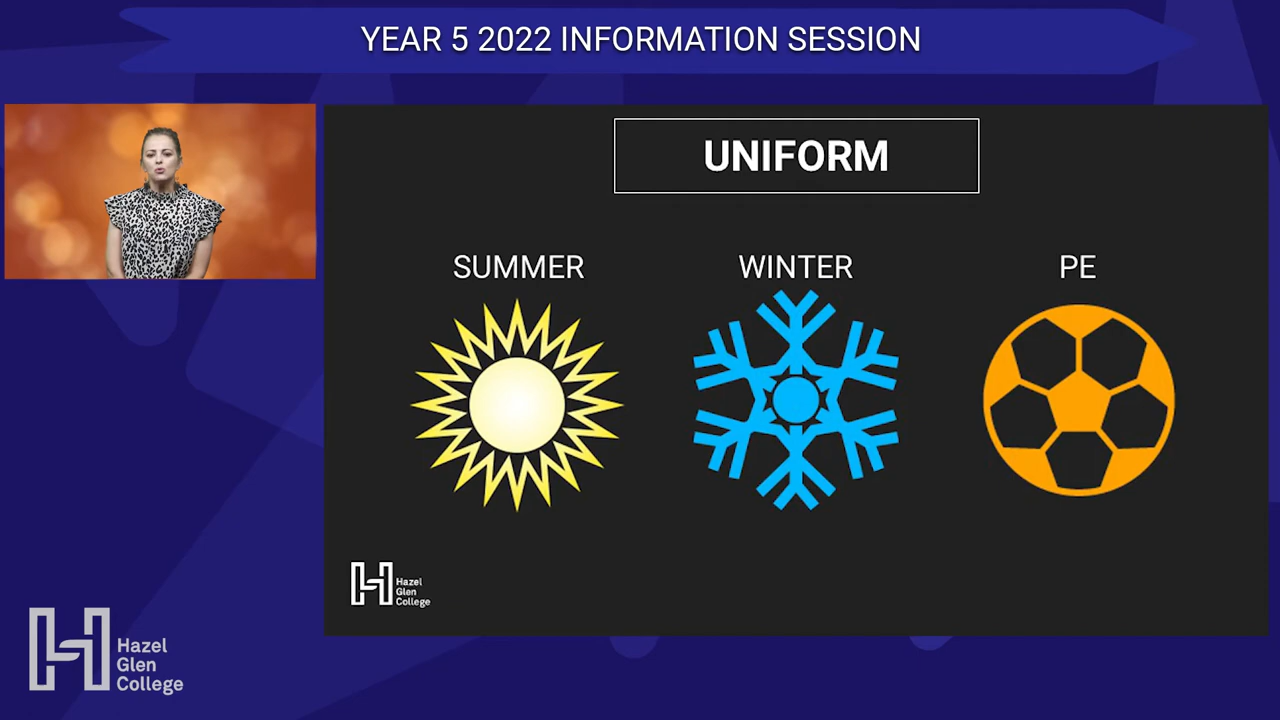 YEAR 5 2022 INFORMATION SESSION
UNIFORM
SUMMER
WINTER
PE
Hazel
Glen
College
Hazel
Glen
College